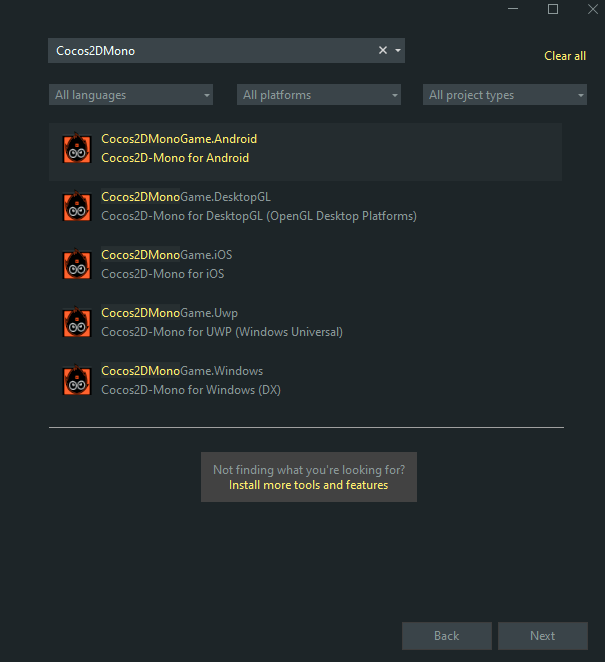 Cocos2DMono
Clear all
All languages
All platforms
All project types
Cocos2DMonoGame.Android
Cocos2D-Mono for Android
Cocos2DMonoGame.DesktopGL
Cocos2D-Mono for DesktopGL (OpenGL Desktop Platforms)
Cocos2DMonoGame.iOS
Cocos2D-Mono for iOS
Cocos2DMonoGame.Uwp
Cocos2D-Mono for UWP (Windows Universal)
Cocos2DMonoGame.Windows
Cocos2D-Mono for Windows (DX)
Not finding what you're looking for?
Install more tools and features
Back
Next